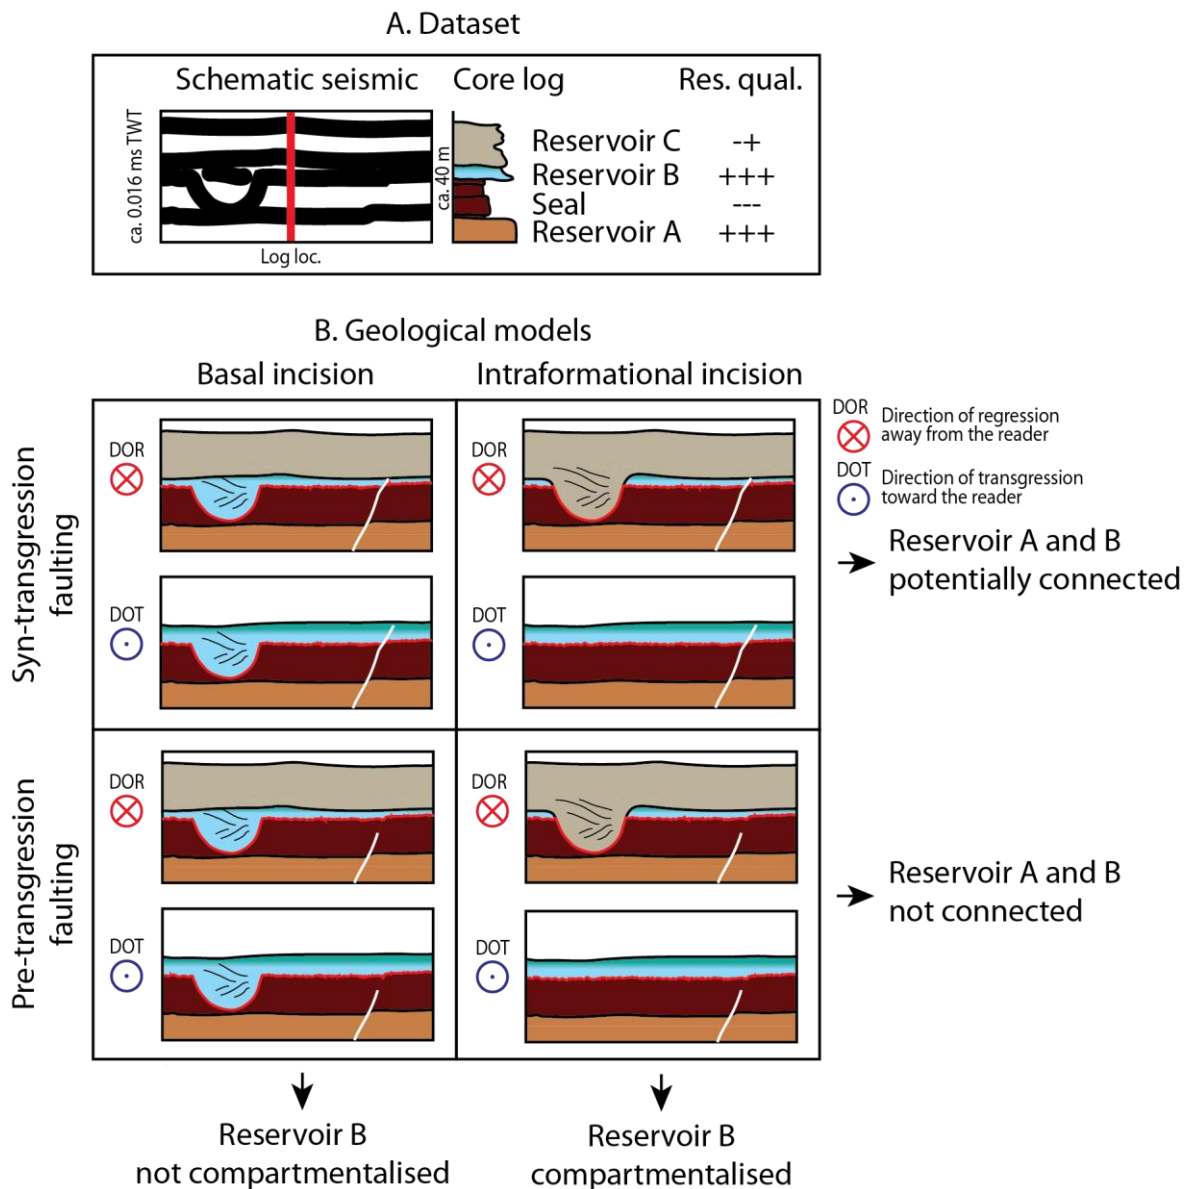 A. Dataset
Schematic seismic
Core log
Res. qual.
ca. 0.016 ms TWT
ca. 40 m
Reservoir C
-+
Reservoir B
+++
Seal
---
Reservoir A
+++
Log loc.
B. Geological models
Basal incision
Intraformational incision
Syn-transgression
faulting
DOR
DOR
DOT
DOT
DOR
Direction of regression
away from the reader
DOT
Direction of transgression
toward the reader
Reservoir A and B
potentially connected
Pre-transgression
faulting
DOR
DOR
DOT
DOT
Reservoir A and B
not connected
Reservoir B
not compartmentalised
Reservoir B
compartmentalised